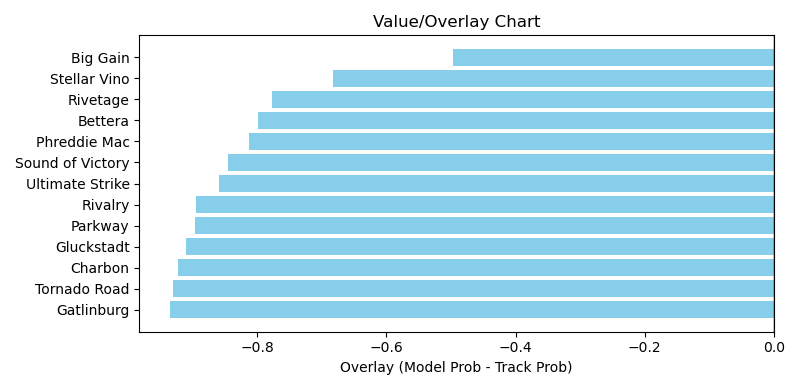 Value/Overlay Chart
Big Gain
Stellar Vino
Rivetage
Bettera
Phreddie Mac
Sound of Victory
Ultimate Strike
Rivalry
Parkway
Gluckstadt
Charbon
Tornado Road
Gatlinburg
−0.8 −0.6 −0.4 −0.2 0.0
Overlay (Model Prob - Track Prob)